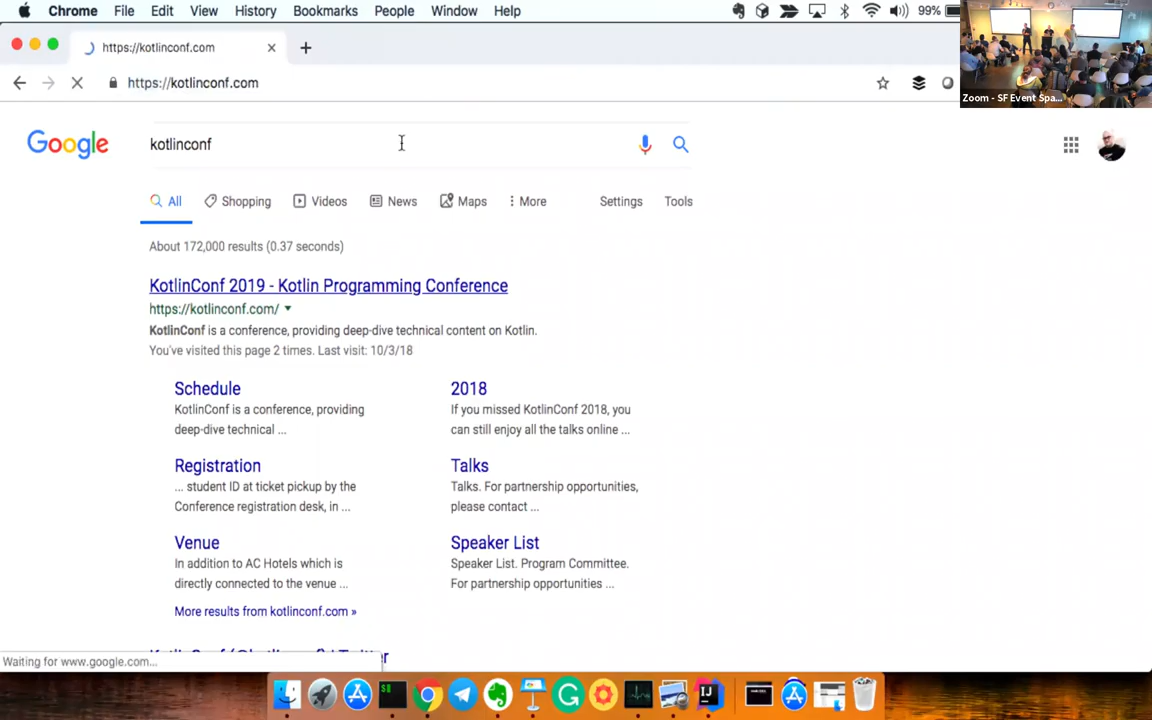 Chrome File Edit View History Bookmarks People Window Help 99%
https://kotlinconf.com
https://kotlinconf.com
Zoom - SF Event Spa...
Google
kotlinconf
All Shopping Videos News Maps More Settings Tools
About 172,000 results (0.37 seconds)
KotlinConf 2019 - Kotlin Programming Conference
https://kotlinconf.com/
KotlinConf is a conference, providing deep-dive technical content on Kotlin.
You've visited this page 2 times. Last visit: 10/3/18
Schedule
KotlinConf is a conference, providing
deep-dive technical ...
2018
If you missed KotlinConf 2018, you
can still enjoy all the talks online ...
Registration
... student ID at ticket pickup by the
Conference registration desk, in ...
Talks
Talks. For partnership opportunities,
please contact ...
Venue
In addition to AC Hotels which is
directly connected to the venue ...
Speaker List
Speaker List. Program Committee.
For partnership opportunities ...
More results from kotlinconf.com »
KotlinConf (@kotlinconf) | Twitter
Waiting for www.google.com...